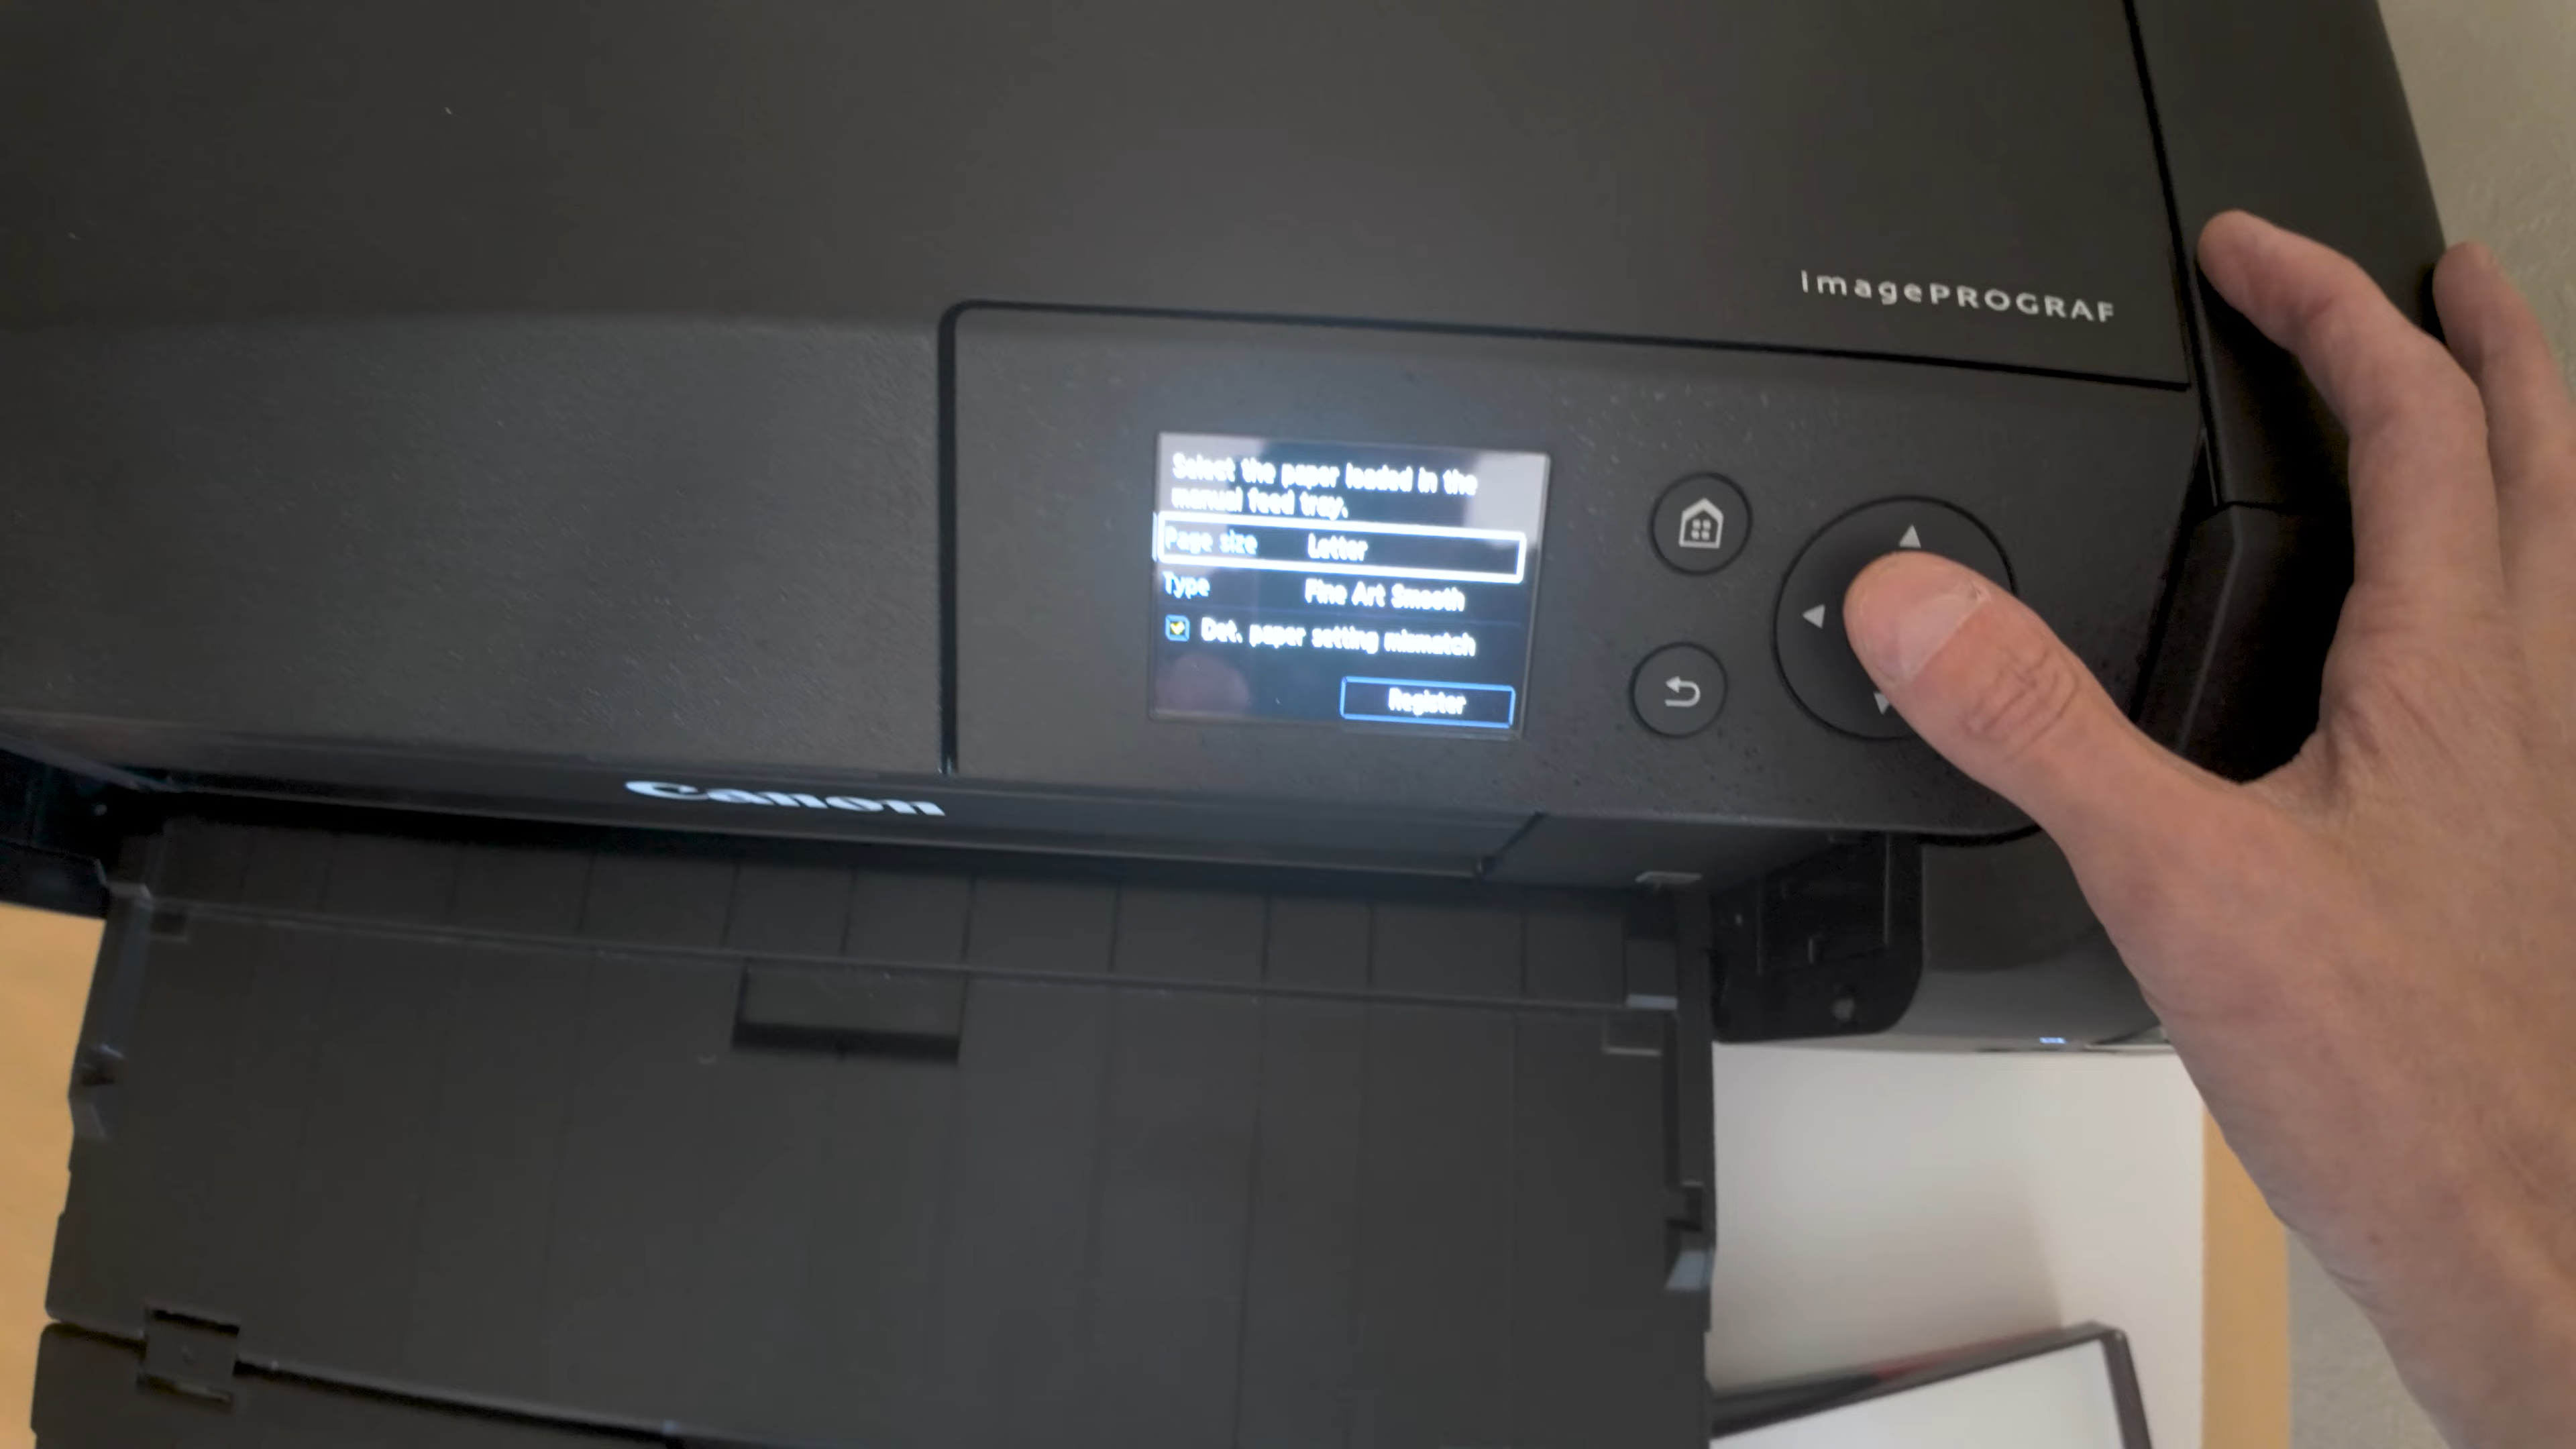 imagePROGRAF
Select the paper loaded in the
manual feed tray.
Page size Letter
Type Fine Art Smooth
Det. paper setting mismatch
Register
Canon